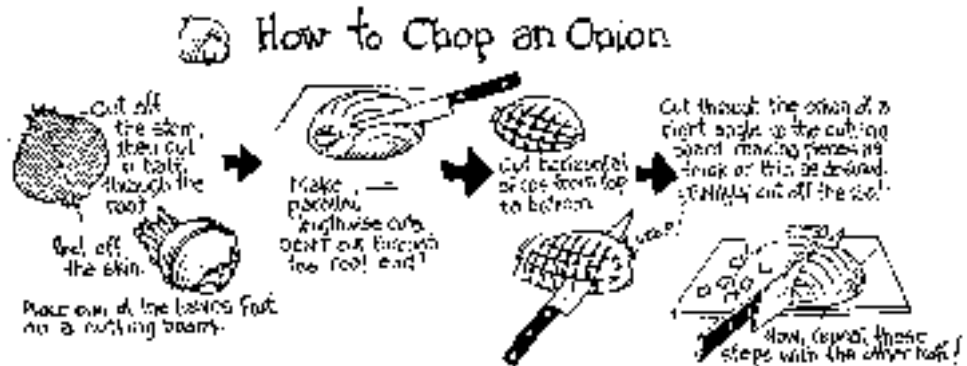 How to Chop an Onion
Cut off
the stem,
then cut
in half
through the
root.
Peel off
the skin.
Place one of the halves flat
on a cutting board.
Make
parallel
lengthwise cuts.
DON'T cut through
the root end!
Cut horizontal
slices from top
to bottom.
Cut through the onion at a
right angle to the cutting
board making pieces as
thick or thin as desired.
cut off the root.
Now, repeat these
steps with the other half!